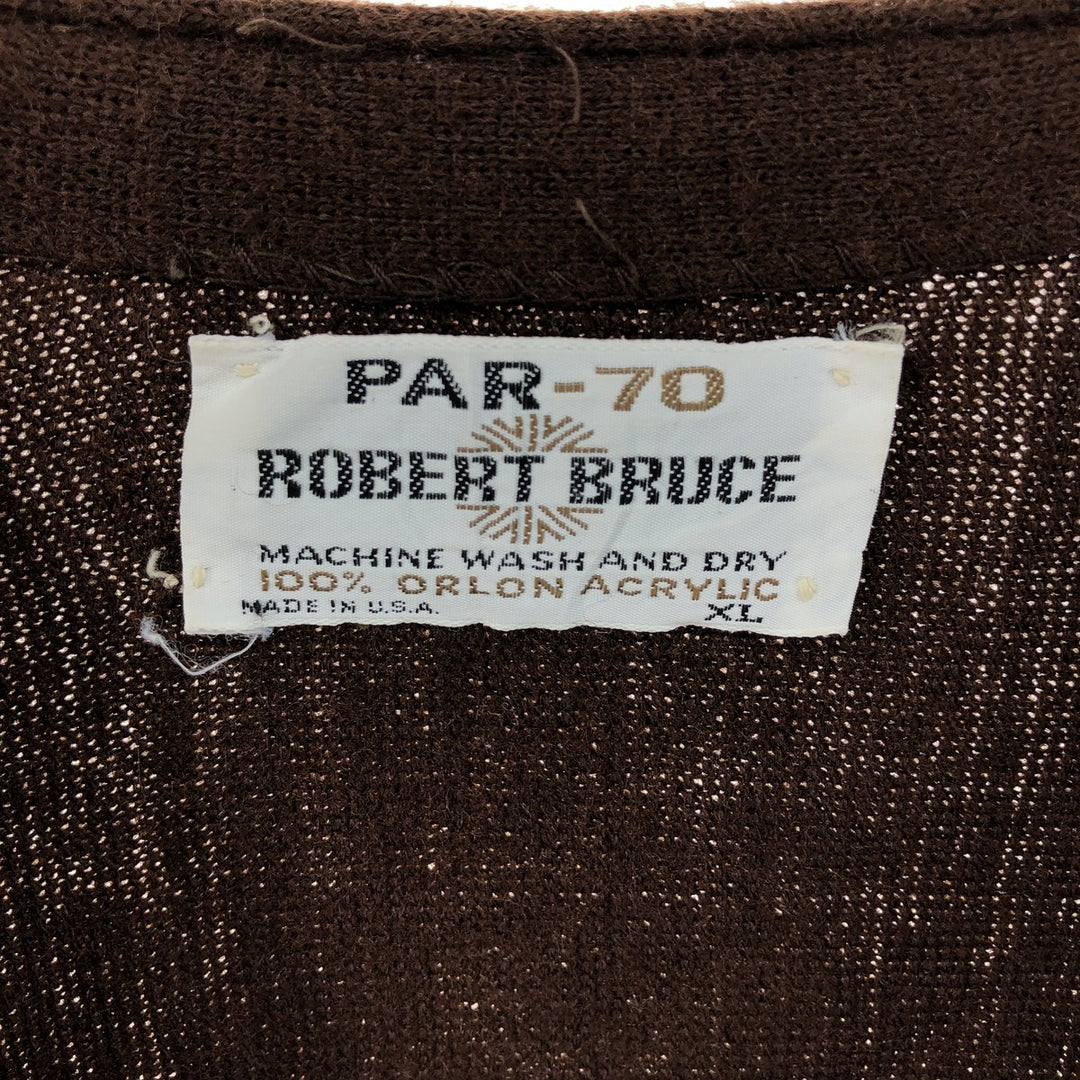 PAR-70
ROBERT BRUCE
MACHINE WASH AND DRY
100% ORLON ACRYLIC
MADE IN U.S.A. XL